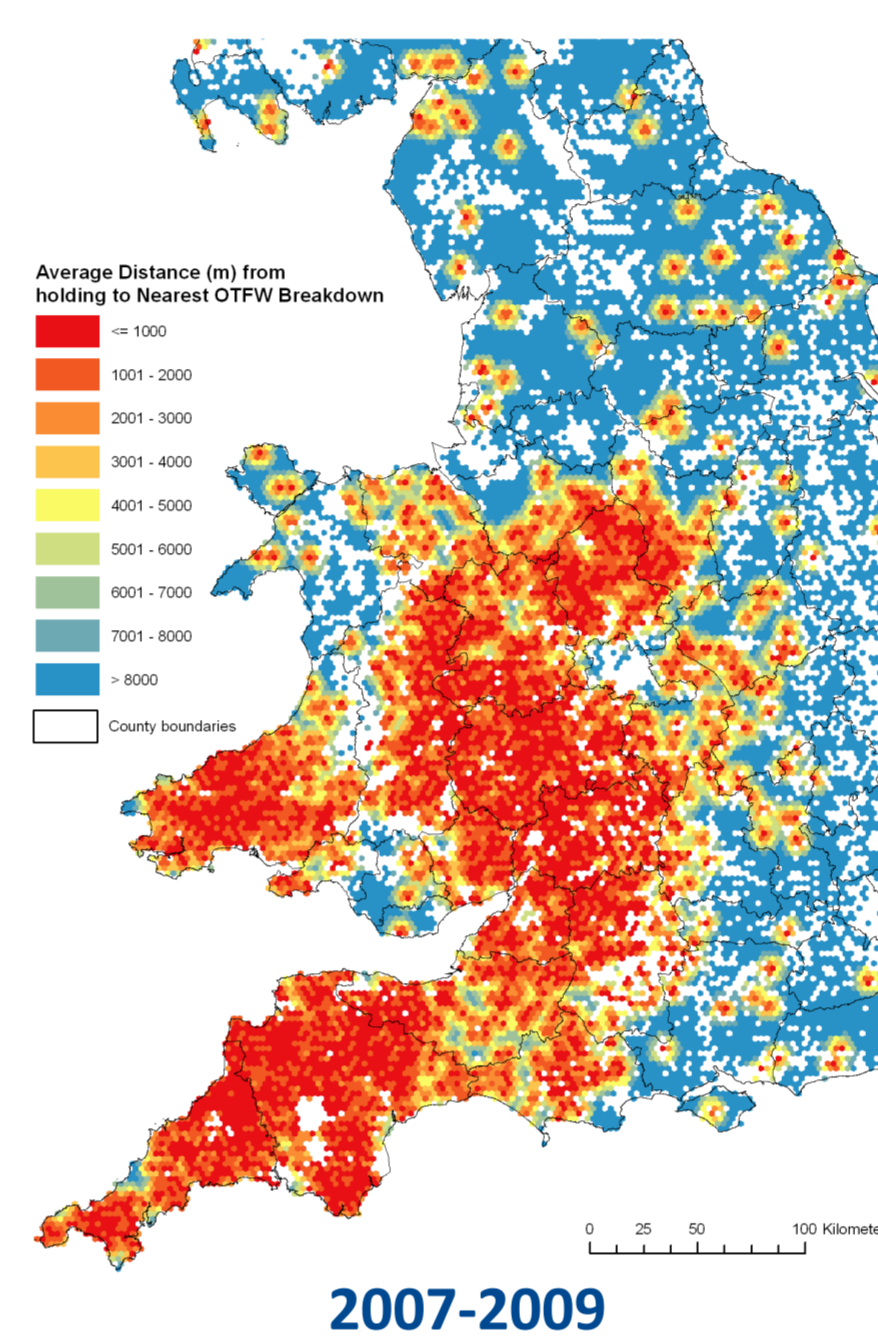 Average Distance (m) from
holding to Nearest OTFW Breakdown
<= 1000
1001 - 2000
2001 - 3000
3001 - 4000
4001 - 5000
5001 - 6000
6001 - 7000
7001 - 8000
> 8000
County boundaries
0 25 50 100 Kilomete
2007-2009